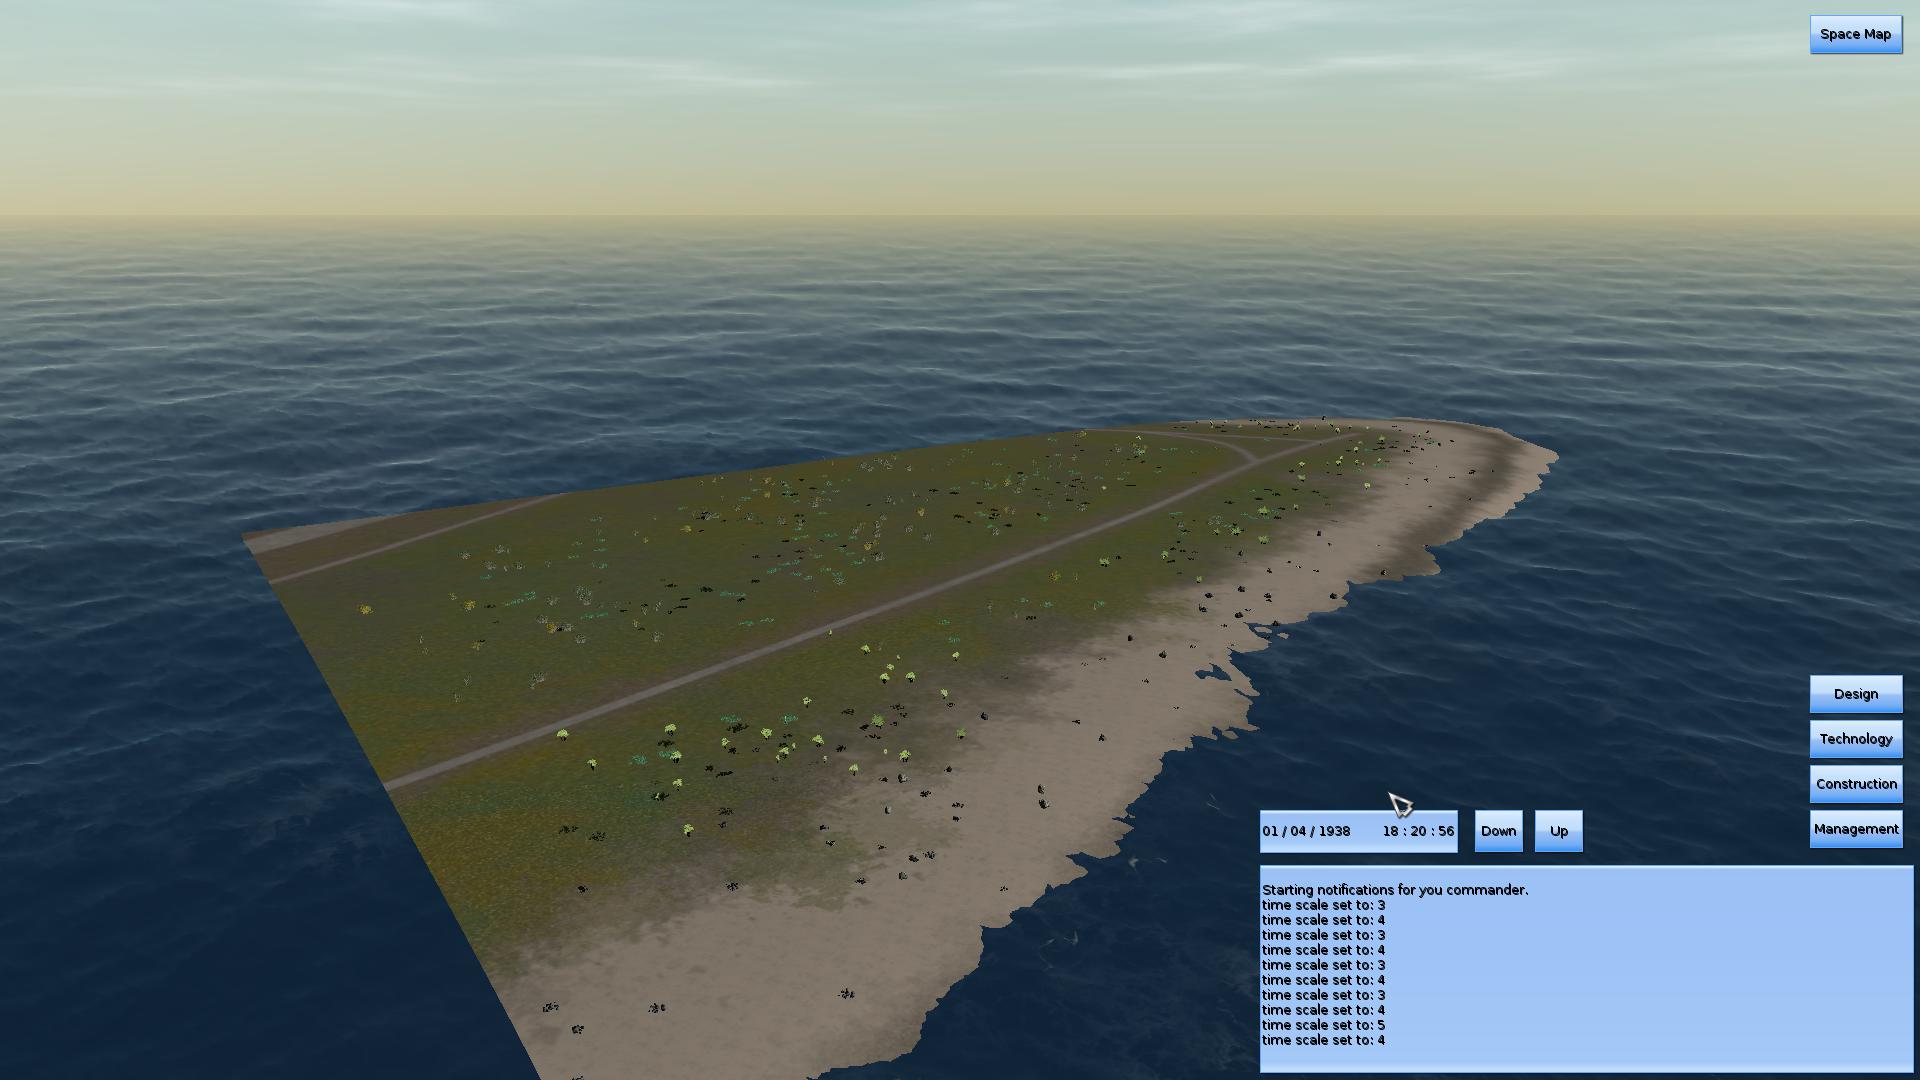 Space Map
Design
Technology
Construction
Management
01 / 04 / 1938 18 : 20 : 56
Down
Up
Starting notifications for you commander.
time scale set to: 3
time scale set to: 4
time scale set to: 3
time scale set to: 4
time scale set to: 3
time scale set to: 4
time scale set to: 3
time scale set to: 4
time scale set to: 5
time scale set to: 4